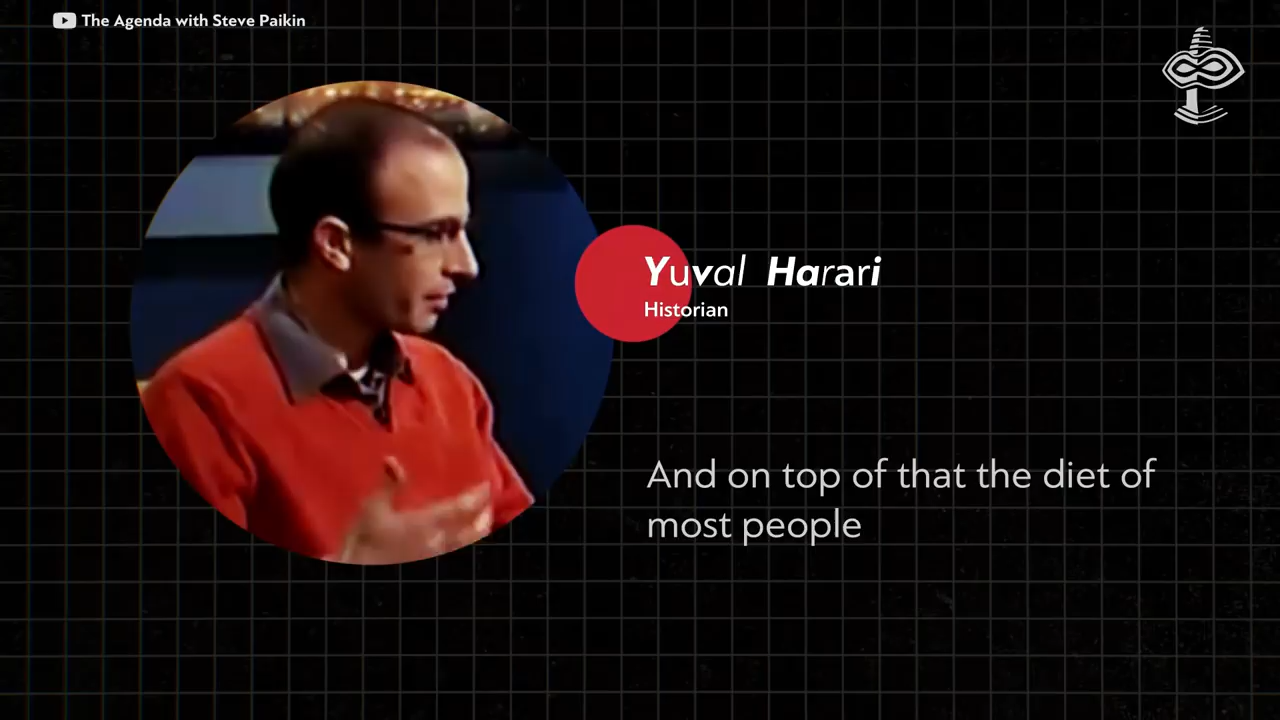 The Agenda with Steve Paikin
Yuval Harari
Historian
And on top of that the diet of
most people